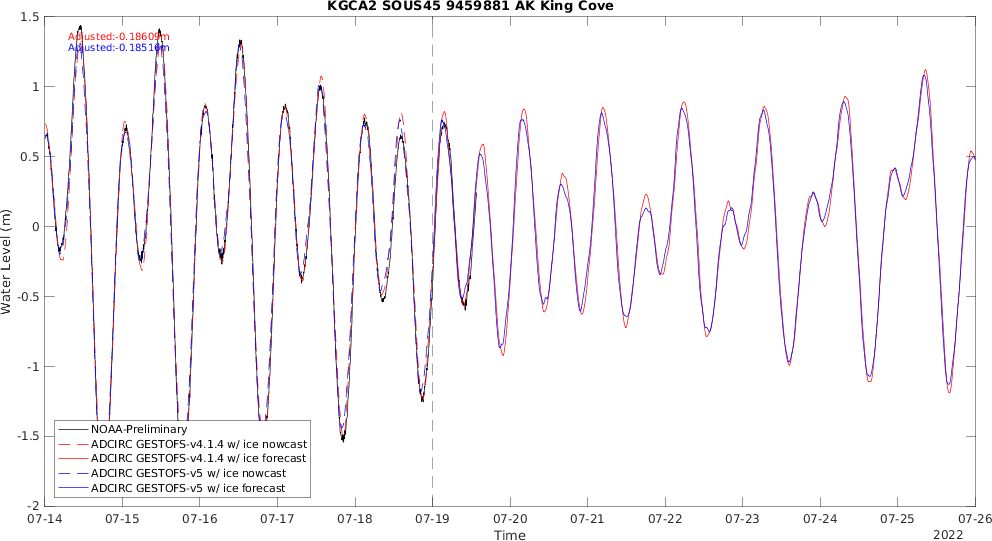 KGCA2 SOUS45 9459881 AK King Cove
Adjusted:-0.18609m
Adjusted:-0.18516m
1.5
1
0.5
0
-0.5
-1
-1.5
-2
Water Level (m)
NOAA-Preliminary
ADCIRC GESTOFS-v4.1.4 w/ ice nowcast
ADCIRC GESTOFS-v4.1.4 w/ ice forecast
ADCIRC GESTOFS-v5 w/ ice nowcast
ADCIRC GESTOFS-v5 w/ ice forecast
07-14 07-15 07-16 07-17 07-18 07-19 07-20 07-21 07-22 07-23 07-24 07-25 07-26
Time
2022